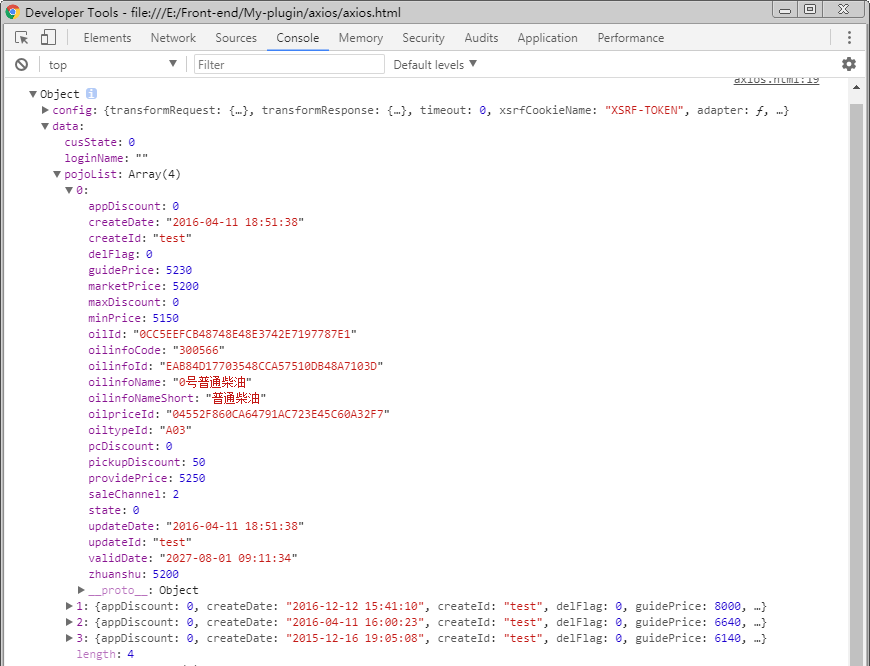 Developer Tools - file:///E:/Front-end/My-plugin/axios/axios.html
Elements Network Sources Console Memory Security Audits Application Performance
top Filter Default levels
axios.html:19
Object
config: {transformRequest: {…}, transformResponse: {…}, timeout: 0, xsrfCookieName: "XSRF-TOKEN", adapter: ƒ, …}
data:
cusState: 0
loginName: ""
pojoList: Array(4)
0:
appDiscount: 0
createDate: "2016-04-11 18:51:38"
createId: "test"
delFlag: 0
guidePrice: 5230
marketPrice: 5200
maxDiscount: 0
minPrice: 5150
oilId: "0CC5EEFCB48748E48E3742E7197787E1"
oilinfoCode: "300566"
oilinfoId: "EAB84D17703548CCA57510DB48A7103D"
oilinfoName: "0号普通柴油"
oilinfoNameShort: "普通柴油"
oilpriceId: "04552F860CA64791AC723E45C60A32F7"
oiltypeId: "A03"
pcDiscount: 0
pickupDiscount: 50
providePrice: 5250
saleChannel: 2
state: 0
updateDate: "2016-04-11 18:51:38"
updateId: "test"
validDate: "2027-08-01 09:11:34"
zhuanshu: 5200
__proto__: Object
1: {appDiscount: 0, createDate: "2016-12-12 15:41:10", createId: "test", delFlag: 0, guidePrice: 8000, …}
2: {appDiscount: 0, createDate: "2016-04-11 16:00:23", createId: "test", delFlag: 0, guidePrice: 6640, …}
3: {appDiscount: 0, createDate: "2015-12-16 19:05:08", createId: "test", delFlag: 0, guidePrice: 6140, …}
length: 4